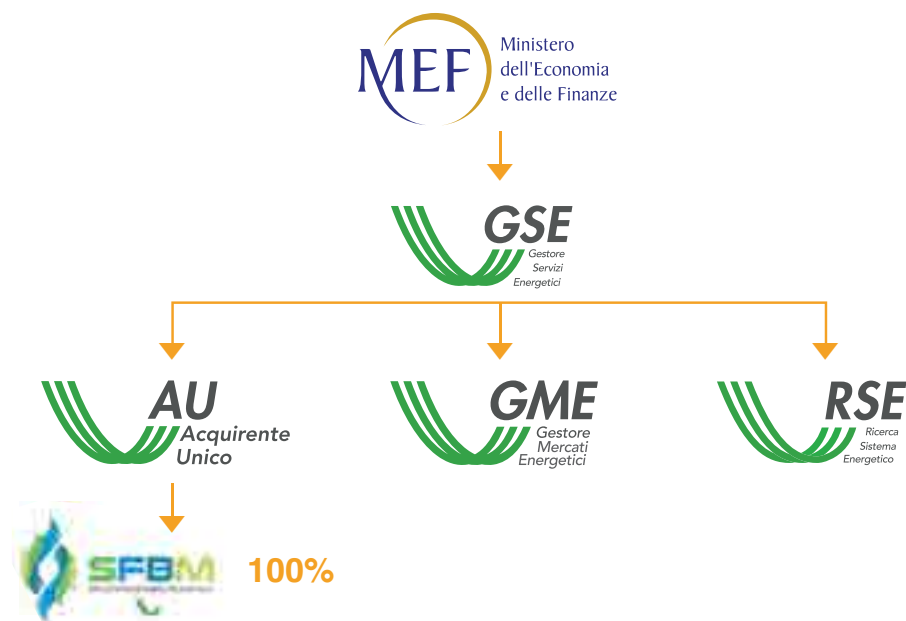 MEF
Ministero
dell'Economia
e delle Finanze
GSE
Gestore
Servizi
Energetici
AU
Acquirente
Unico
GME
Gestore
Mercati
Energetici
RSE
Ricerca
Sistema
Energetico
SFBM
100%